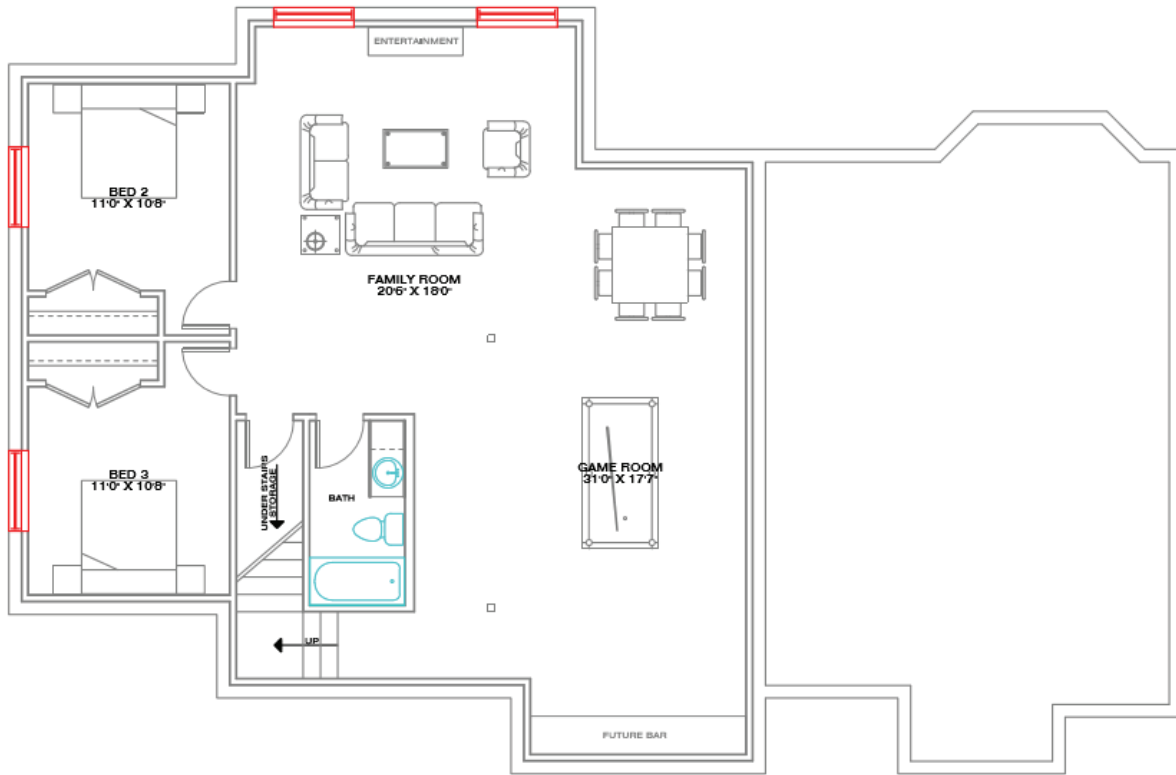 ENTERTAINMENT
BED 2
11'0" X 10'8"
FAMILY ROOM
20'6" X 18'0"
BED 3
11'0" X 10'8"
UNDER STAIRS
STORAGE
BATH
GAME ROOM
31'0" X 17'7"
UP
FUTURE BAR